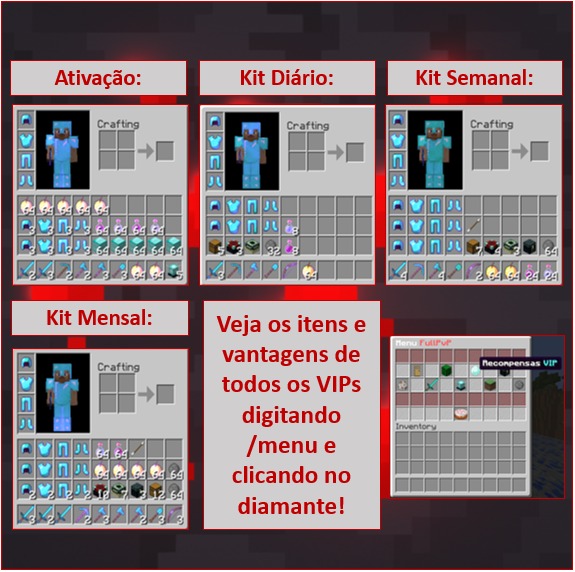 Ativação:
Kit Diário:
Kit Semanal:
Crafting
Crafting
Crafting
Kit Mensal:
Crafting
Veja os itens e
vantagens de
todos os VIPs
digitando
/menu e
clicando no
diamante!
Menu FullPvP
Recompensas VIP
Inventory